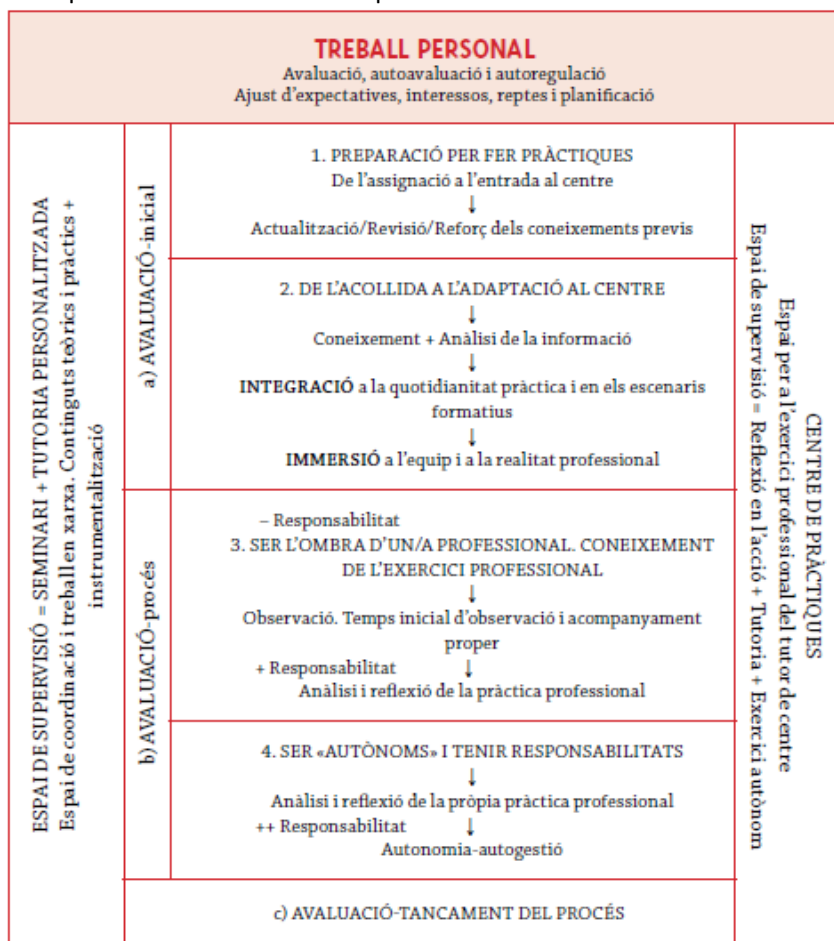 TREBALL PERSONAL
Avaluació, autoavaluació i autoregulació
Ajust d'expectatives, interessos, reptes i planificació
ESPAI DE SUPERVISIÓ = SEMINARI + TUTORIA PERSONALITZADA
Espai de coordinació i treball en xarxa. Continguts teòrics i pràctics +
instrumentalització
a) AVALUACIÓ-inicial
1. PREPARACIÓ PER FER PRÀCTIQUES
De l'assignació a l'entrada al centre
↓
Actualització/Revisió/Reforç dels coneixements previs
2. DE L'ACOLLIDA A L'ADAPTACIÓ AL CENTRE
↓
Coneixement + Anàlisi de la informació
↓
INTEGRACIÓ a la quotidianitat pràctica i en els escenaris
formatius
↓
IMMERSIÓ a l'equip i a la realitat professional
b) AVALUACIÓ-procés
– Responsabilitat
3. SER L'OMBRA D'UN/A PROFESSIONAL. CONEIXEMENT
DE L'EXERCICI PROFESSIONAL
↓
Observació. Temps inicial d'observació i acompanyament
proper
+ Responsabilitat ↓
Anàlisi i reflexió de la pràctica professional
4. SER «AUTÒNOMS» I TENIR RESPONSABILITATS
↓
Anàlisi i reflexió de la pròpia pràctica professional
++ Responsabilitat ↓
Autonomia-autogestió
c) AVALUACIÓ-TANCAMENT DEL PROCÉS
CENTRE DE PRÀCTIQUES
Espai per a l'exercici professional del tutor de centre
Espai de supervisió = Reflexió en l'acció + Tutoria + Exercici autònom